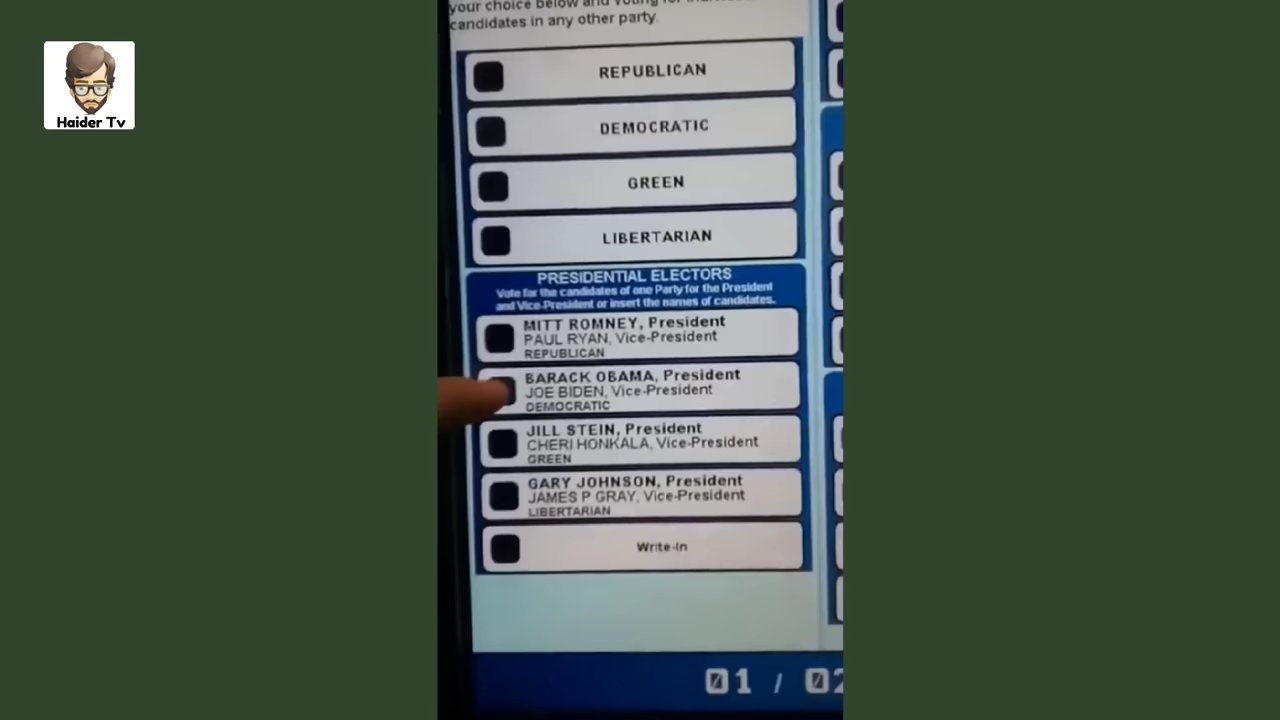 Haider Tv
your choice below and voting for
candidates in any other party.
REPUBLICAN
DEMOCRATIC
GREEN
LIBERTARIAN
PRESIDENTIAL ELECTORS
Vote for the candidates of one Party for the President
and Vice-President or insert the names of candidates.
MITT ROMNEY, President
PAUL RYAN, Vice-President
REPUBLICAN
BARACK OBAMA, President
JOE BIDEN, Vice-President
DEMOCRATIC
JILL STEIN, President
CHERI HONKALA, Vice-President
GREEN
GARY JOHNSON, President
JAMES P GRAY, Vice-President
LIBERTARIAN
Write-In
01 / 02